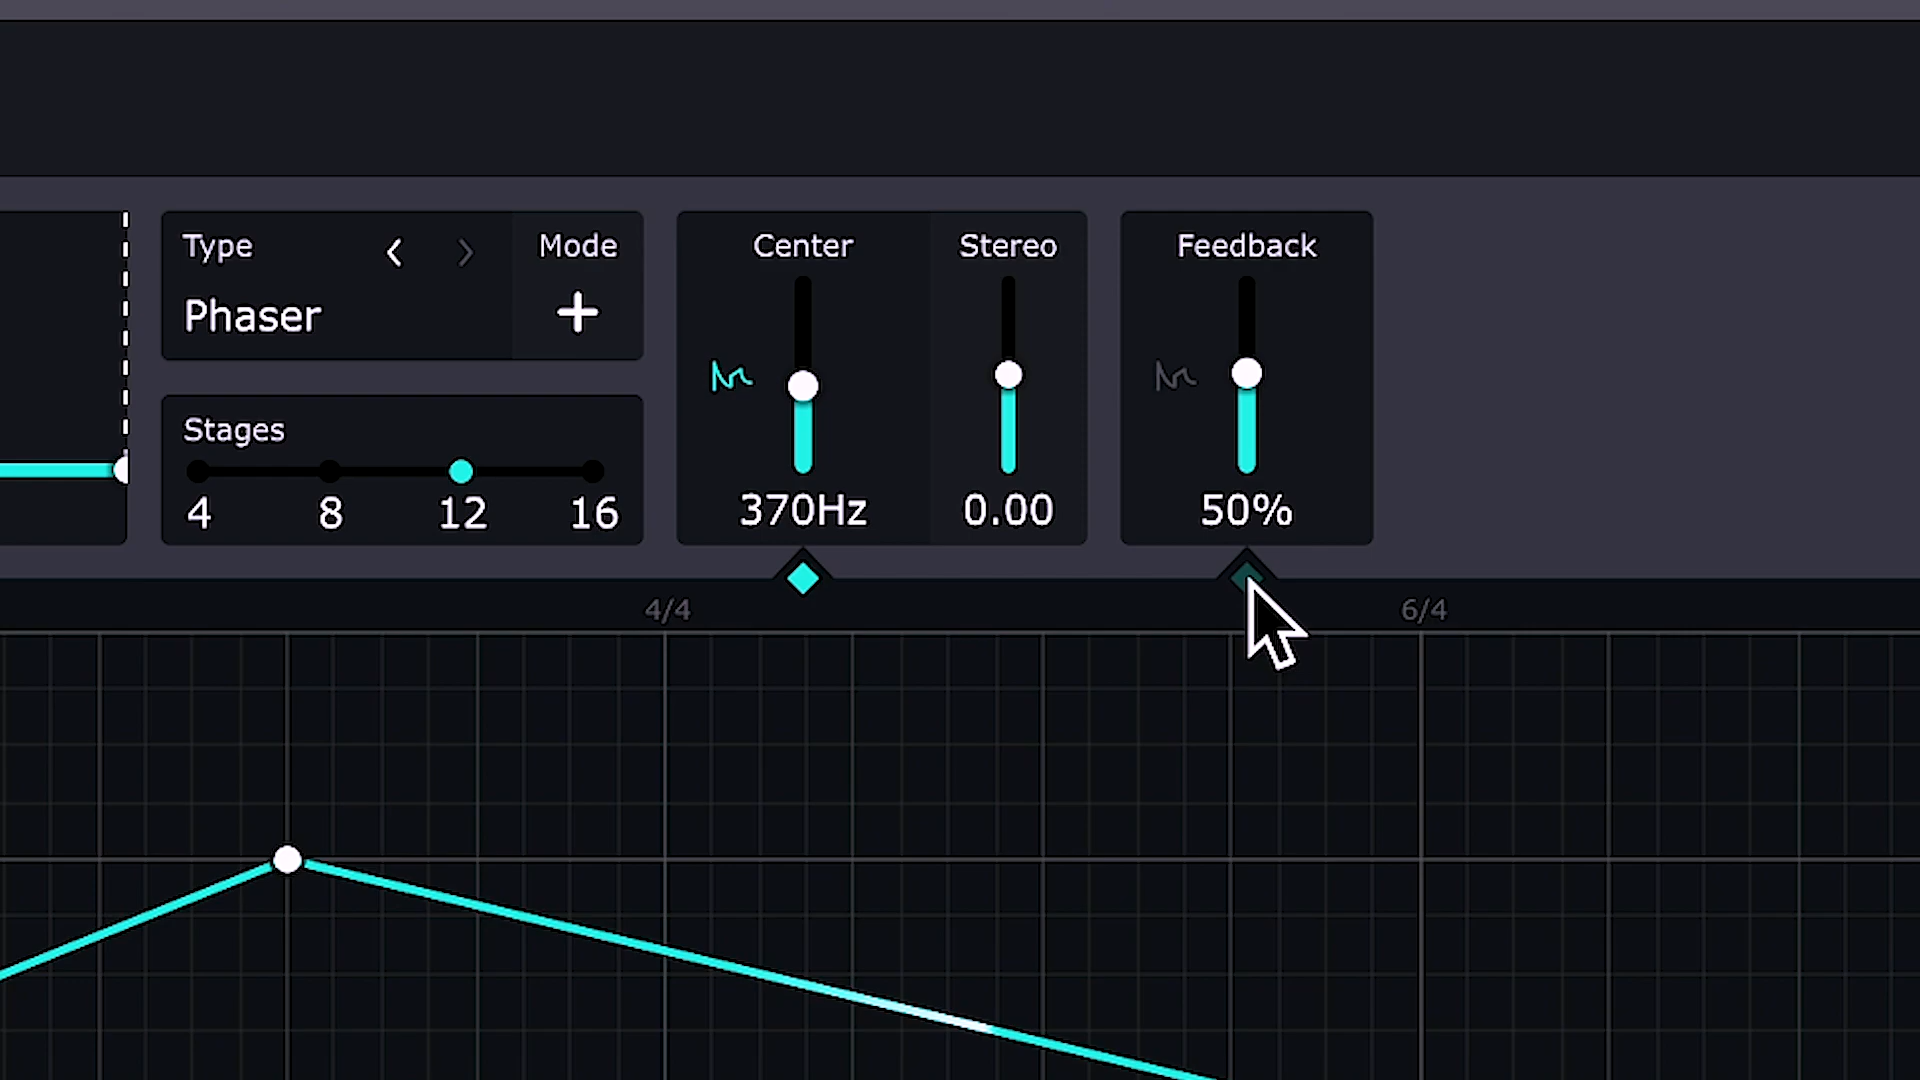 Type
Mode
Phaser
+
Stages
4 8 12 16
Center
370Hz
Stereo
0.00
Feedback
50%
4/4
6/4